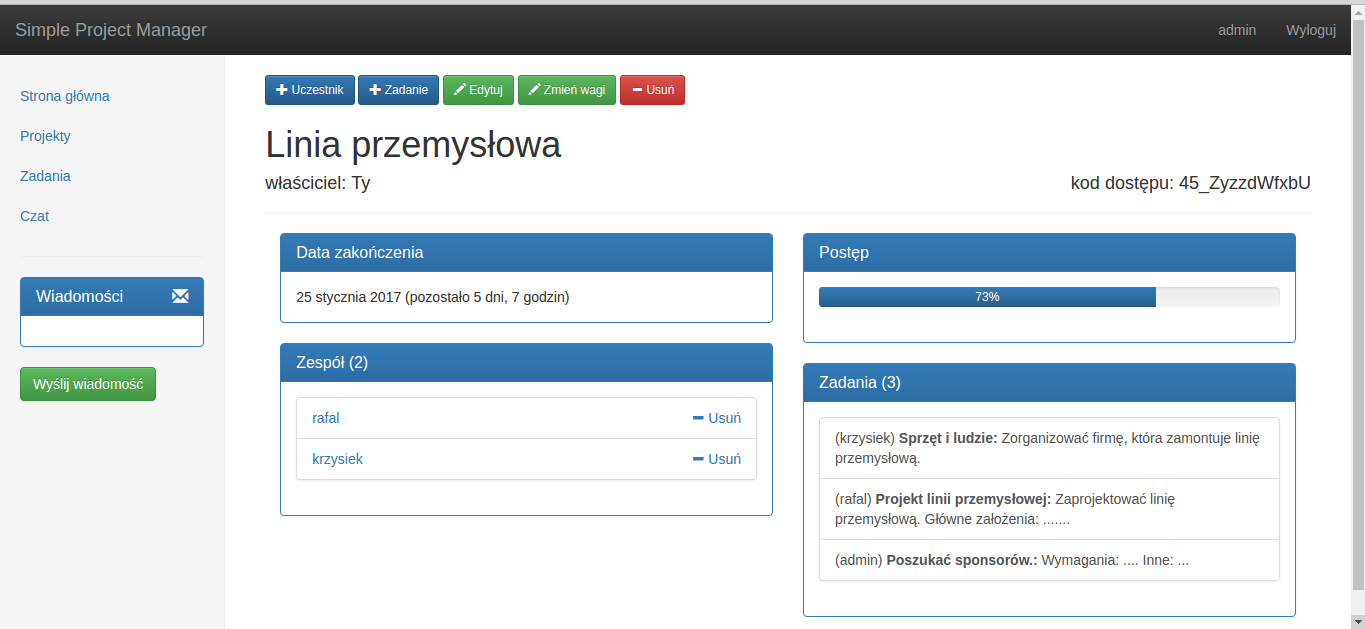 Simple Project Manager
admin
Wyloguj
Strona główna
Projekty
Zadania
Czat
Wiadomości
Wyślij wiadomość
Uczestnik
Zadanie
Edytuj
Zmień wagi
Usuń
Linia przemysłowa
właściciel: Ty
kod dostępu: 45_ZyzzdWfxbU
Data zakończenia
25 stycznia 2017 (pozostało 5 dni, 7 godzin)
Zespół (2)
rafal
Usuń
krzysiek
Usuń
Postęp
73%
Zadania (3)
(krzysiek) Sprzęt i ludzie: Zorganizować firmę, która zamontuje linię
przemysłową.
(rafal) Projekt linii przemysłowej: Zaprojektować linię
przemysłową. Główne założenia: .......
(admin) Poszukać sponsorów.: Wymagania: .... Inne: ...